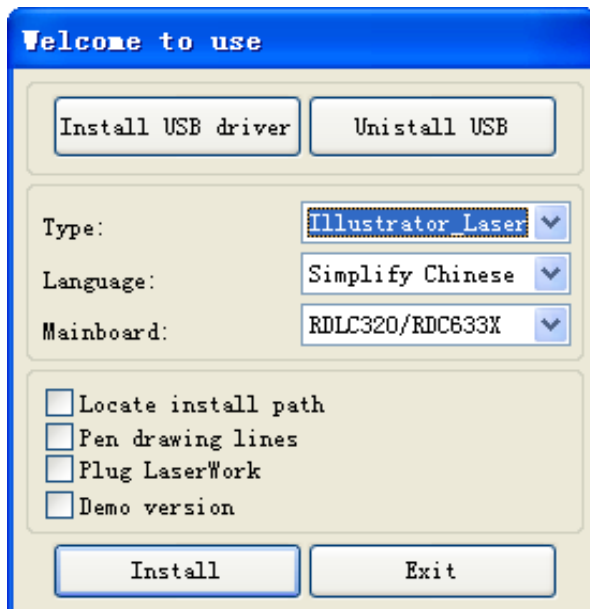 Welcome to use
Install USB driver Unistall USB
Type: Illustrator_Laser
Language: Simplify Chinese
Mainboard: RDLC320/RDC633X
Locate install path
Pen drawing lines
Plug LaserWork
Demo version
Install Exit